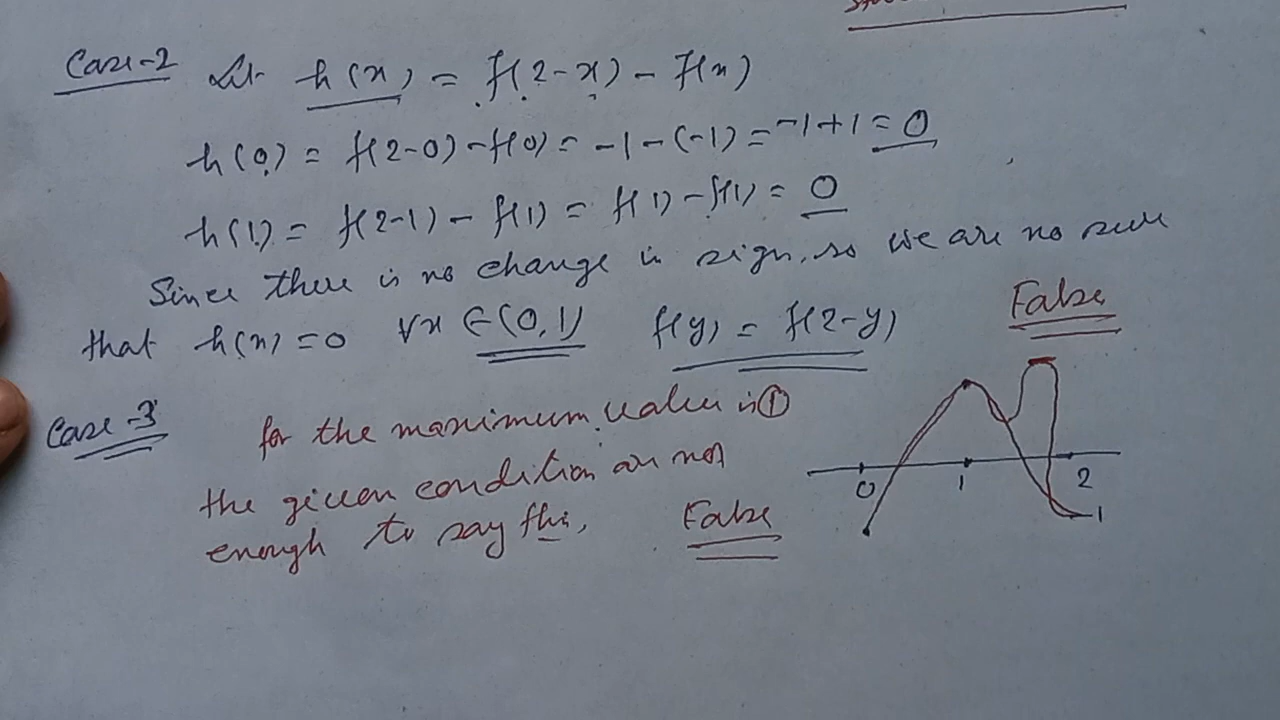 Case-2 Let h(x) = f(2-x) - f(x)
h(0) = f(2-0) - f(0) = -1 - (-1) = -1 + 1 = 0
h(1) = f(2-1) - f(1) = f(1) - f(1) = 0
Since there is no change in sign, so we are no sure
that h(x) = 0 ∀x ∈ (0,1) f(y) = f(2-y) False
Case-3 for the maximum value is ①
the given condition are not
enough to say this, False
0 1 2
-1